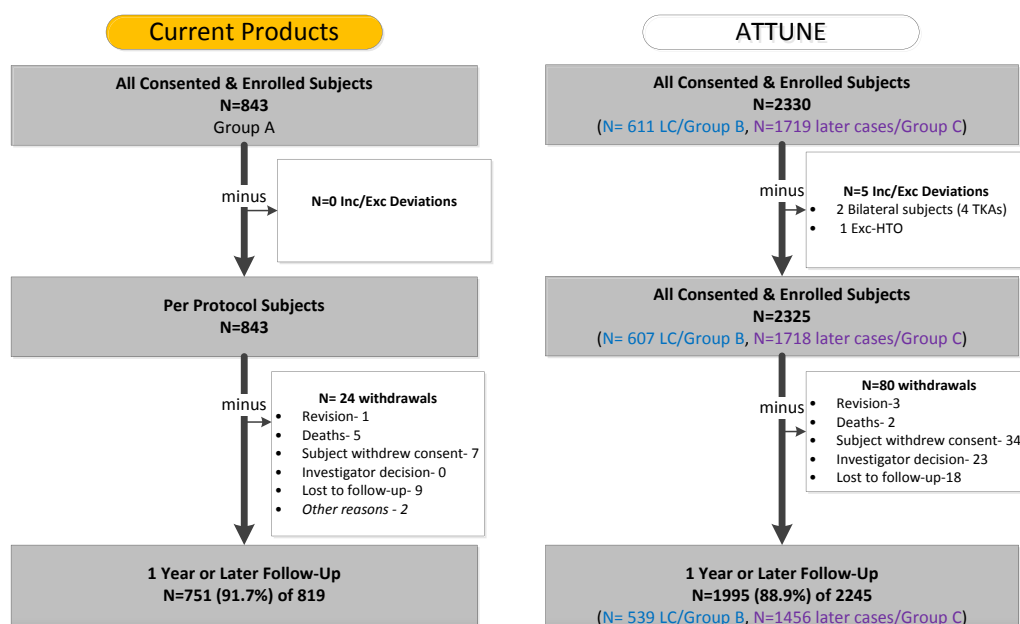 Current Products
All Consented & Enrolled Subjects
N=843
Group A
minus
N=0 Inc/Exc Deviations
Per Protocol Subjects
N=843
minus
N= 24 withdrawals
• Revision- 1
• Deaths- 5
• Subject withdrew consent- 7
• Investigator decision- 0
• Lost to follow-up- 9
• Other reasons - 2
1 Year or Later Follow-Up
N=751 (91.7%) of 819
ATTUNE
All Consented & Enrolled Subjects
N=2330
(N= 611 LC/Group B, N=1719 later cases/Group C)
minus
N=5 Inc/Exc Deviations
• 2 Bilateral subjects (4 TKAs)
• 1 Exc-HTO
All Consented & Enrolled Subjects
N=2325
(N= 607 LC/Group B, N=1718 later cases/Group C)
minus
N=80 withdrawals
• Revision-3
• Deaths- 2
• Subject withdrew consent- 34
• Investigator decision- 23
• Lost to follow-up-18
1 Year or Later Follow-Up
N=1995 (88.9%) of 2245
(N= 539 LC/Group B, N=1456 later cases/Group C)